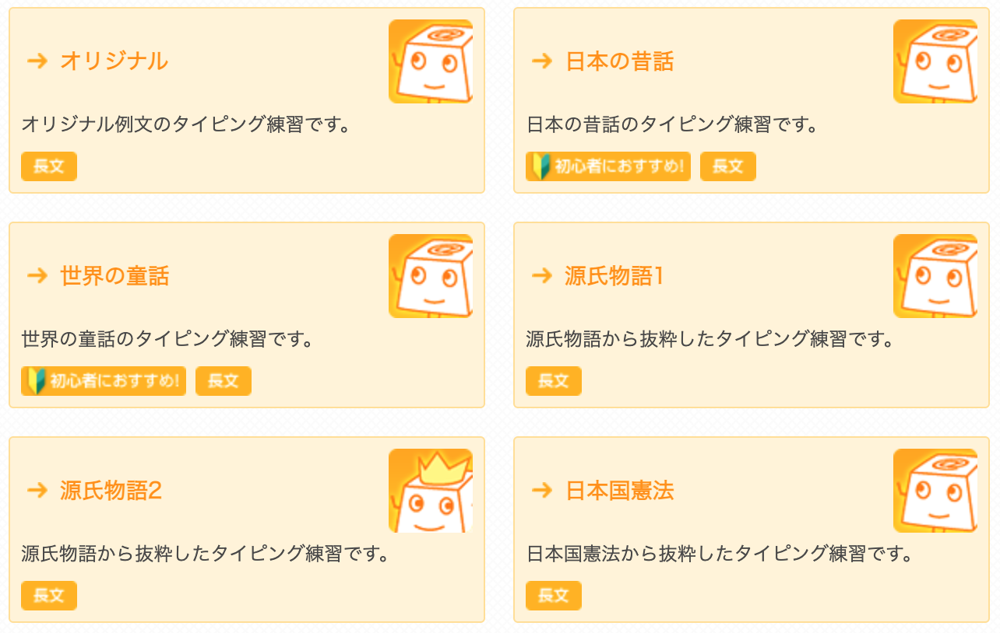 → オリジナル
オリジナル例文のタイピング練習です。
長文
→ 日本の昔話
日本の昔話のタイピング練習です。
初心者におすすめ! 長文
→ 世界の童話
世界の童話のタイピング練習です。
初心者におすすめ! 長文
→ 源氏物語1
源氏物語から抜粋したタイピング練習です。
長文
→ 源氏物語2
源氏物語から抜粋したタイピング練習です。
長文
→ 日本国憲法
日本国憲法から抜粋したタイピング練習です。
長文